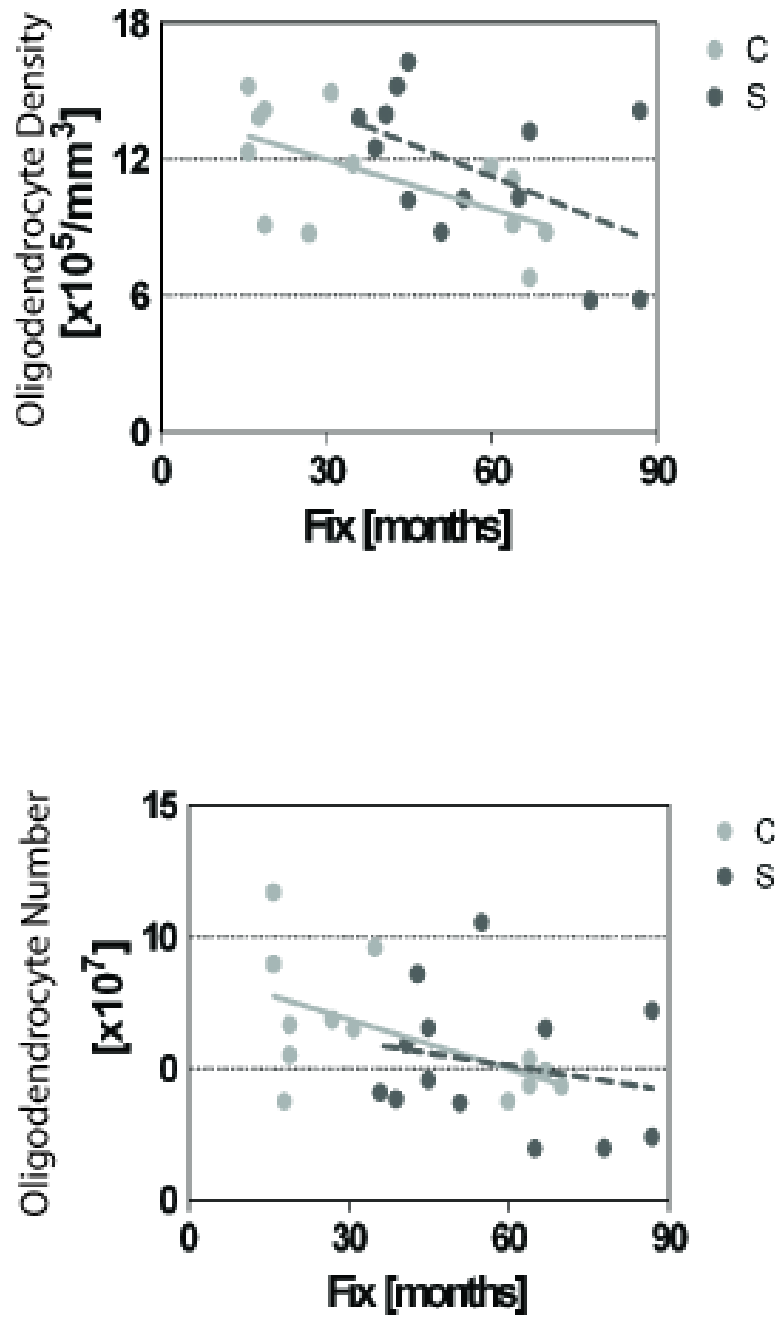 Oligodendrocyte Density
[x10⁵/mm³]
18
12
6
0
0 30 60 90
Fix [months]
C
S
Oligodendrocyte Number
[x10⁷]
15
10
0
0
0 30 60 90
Fix [months]
C
S